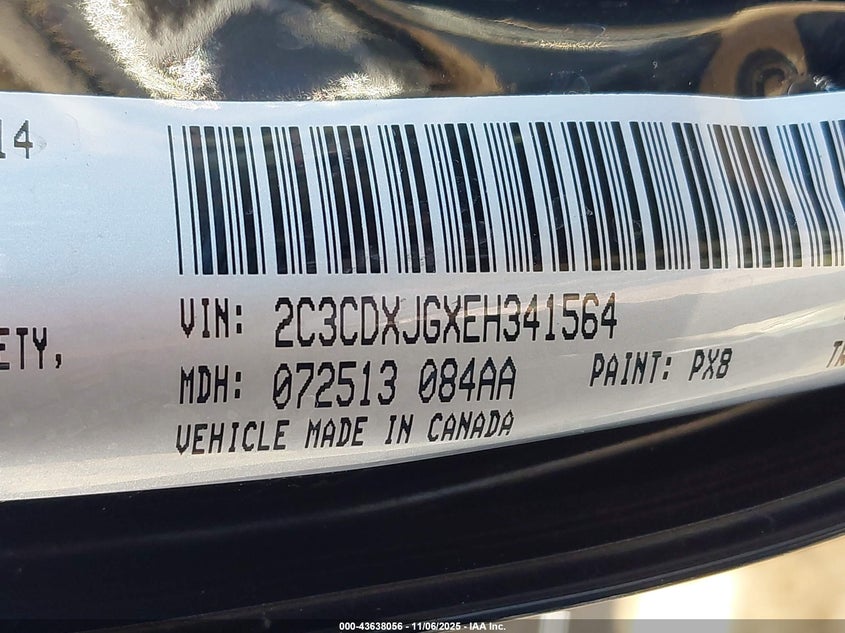 14
ETY,
VIN: 2C3CDXJGXEH341564
MDH: 072513 084AA
PAINT: PX8
VEHICLE MADE IN CANADA
000-43638056 - 11/06/2025 - IAA Inc.